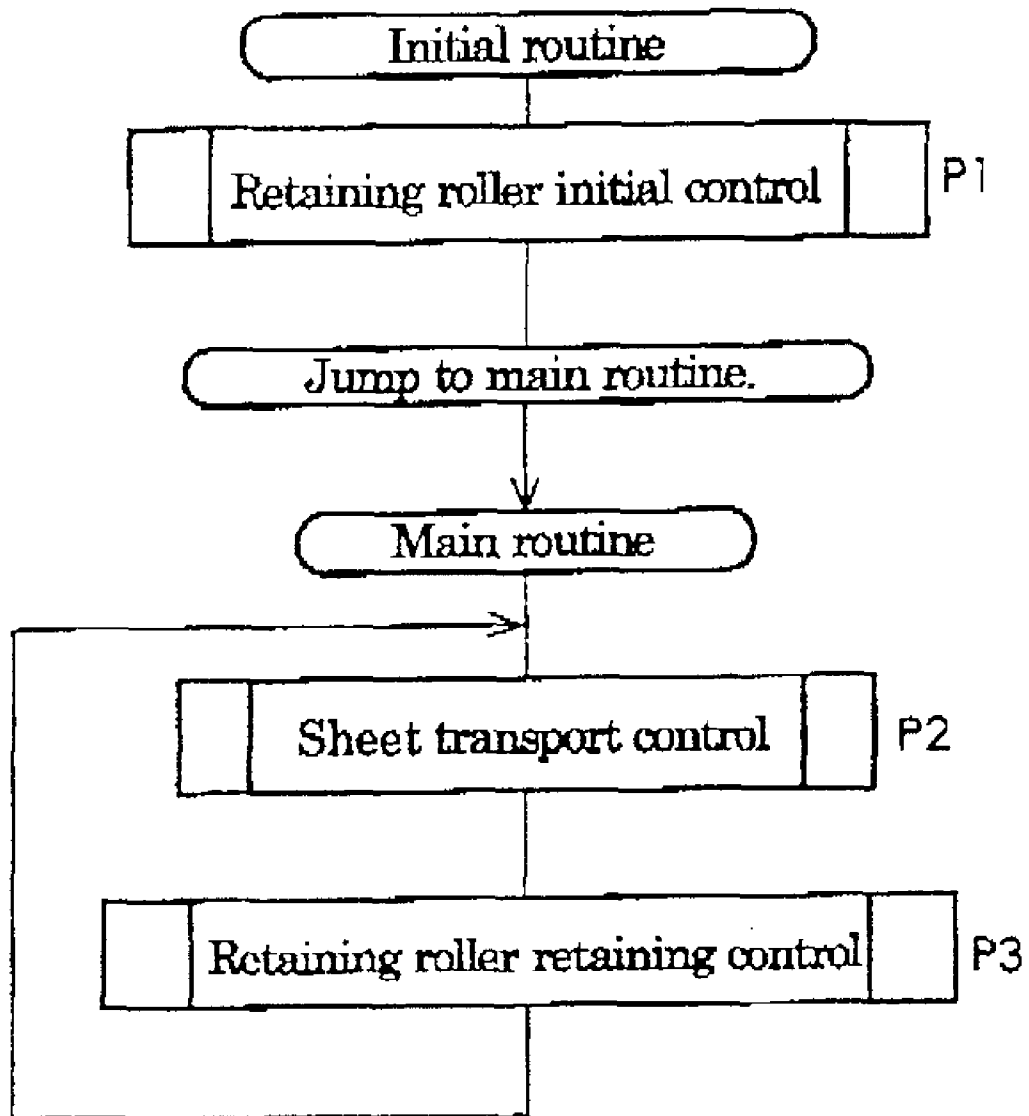 Initial routine
Retaining roller initial control
P1
Jump to main routine.
Main routine
Sheet transport control
P2
Retaining roller retaining control
P3